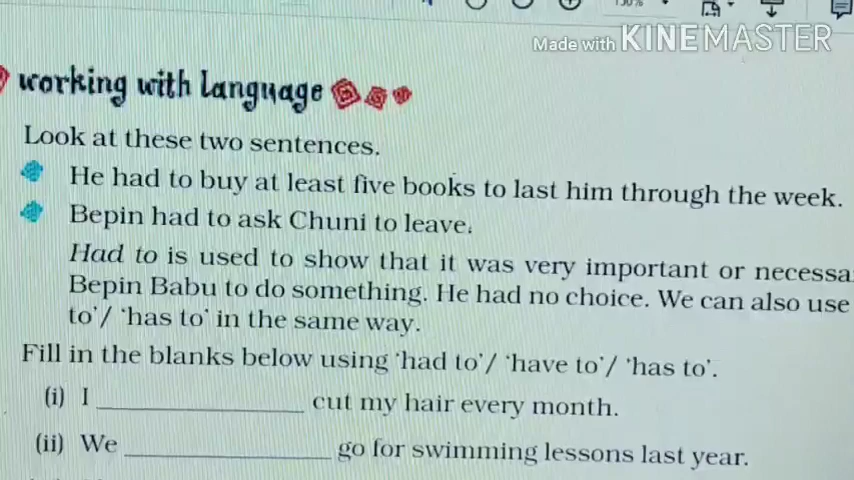 Made with KINEMASTER
working with language
Look at these two sentences.
He had to buy at least five books to last him through the week.
Bepin had to ask Chuni to leave.
Had to is used to show that it was very important or
Bepin Babu to do something. He had no choice. We can also use
to'/ 'has to' in the same way.
Fill in the blanks below using 'had to'/ 'have to'/ 'has to'.
(i) I ____________ cut my hair every month.
(ii) We ____________ go for swimming lessons last year.